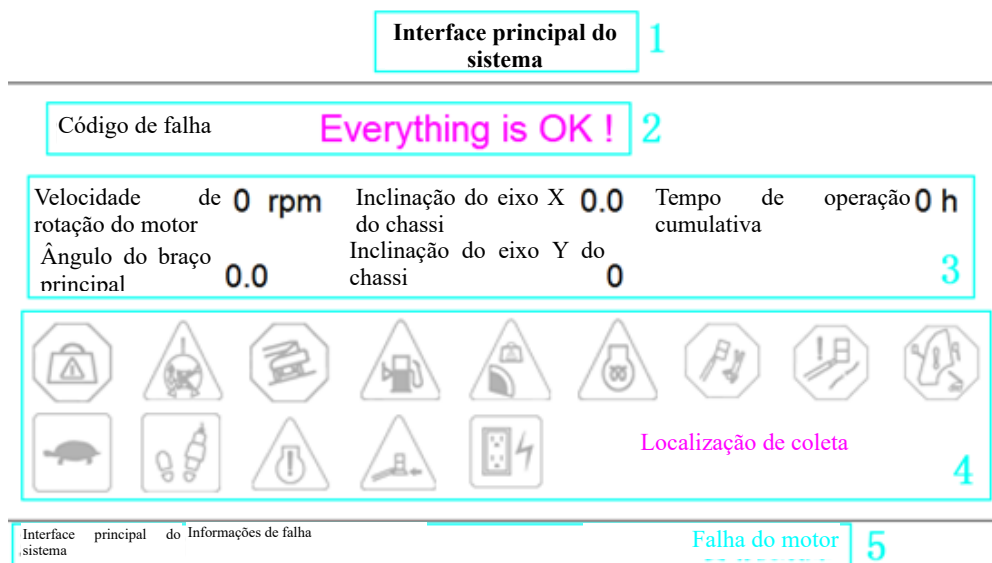 Interface principal do
sistema
1
Código de falha
Everything is OK !
2
Velocidade de
rotação do motor
0 rpm
Inclinação do eixo X
do chassi
0.0
Tempo de operação
cumulativa
0 h
Ângulo do braço
principal
0.0
Inclinação do eixo Y do
chassi
0
3
Localização de coleta
4
Interface principal do
sistema
Informações de falha
Falha do motor
5